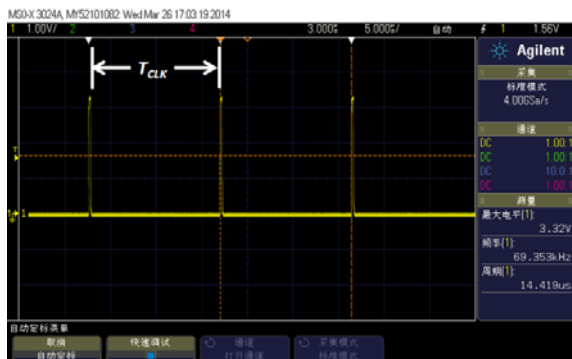 MSO-X 3024A, MY52101082: Wed Mar 26 17:03:19 2014
1 1.00V/ 2 3 4 3.000s 5.000s/ 自动 1 1.56V
T_CLK
Agilent
采集
标准模式
4.00GSa/s
通道
DC 1.00:1
DC 1.00:1
DC 10.0:1
DC 1.00:1
测量
最大电平(1):
3.32V
频率(1):
69.353kHz
周期(1):
14.419us
自动定标菜单
取消 快速调试 通道 采集模式
自动定标 打开通道 标准模式